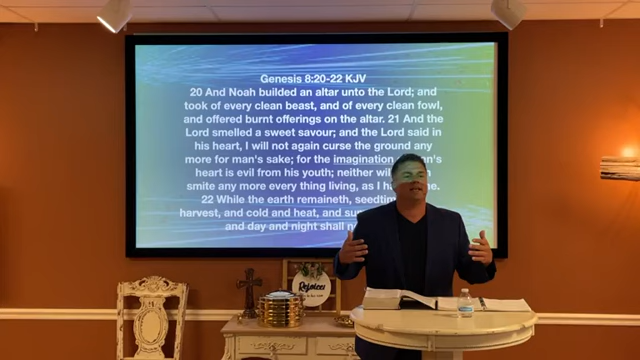 Genesis 8:20-22 KJV
20 And Noah builded an altar unto the Lord; and
took of every clean beast, and of every clean fowl,
and offered burnt offerings on the altar. 21 And the
Lord smelled a sweet savour; and the Lord said in
his heart, I will not again curse the ground any
more for man's sake; for the imagination
heart is evil from his youth; neither
smite any more every thing living, as I
22 While the earth remaineth,
harvest, and cold and heat, and
and day and night shall
Rejoice